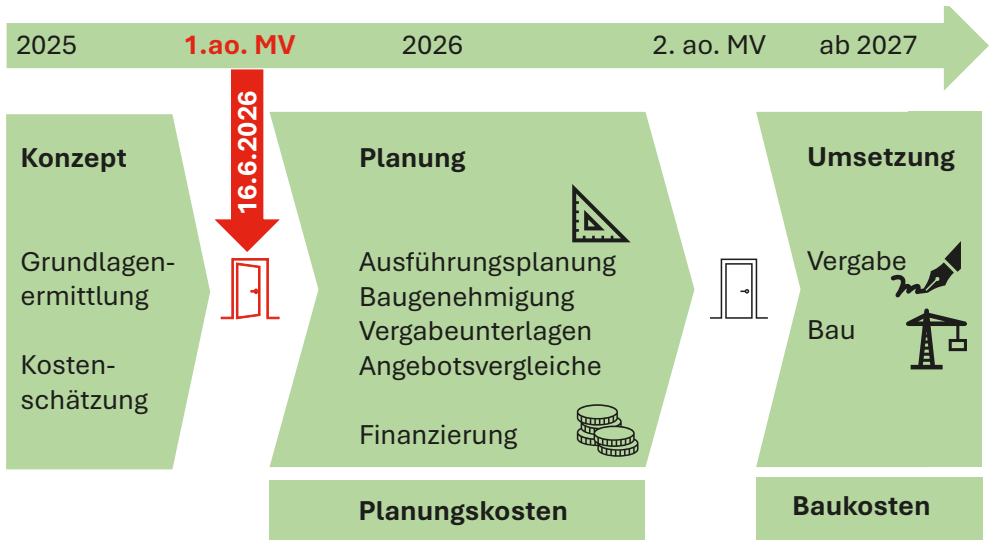 2025
1.ao. MV
2026
2. ao. MV
ab 2027
16.6.2026
Konzept
Grundlagen-
ermittlung
Kosten-
schätzung
Planung
Ausführungsplanung
Baugenehmigung
Vergabeunterlagen
Angebotsvergleiche
Finanzierung
Planungskosten
Umsetzung
Vergabe
Bau
Baukosten